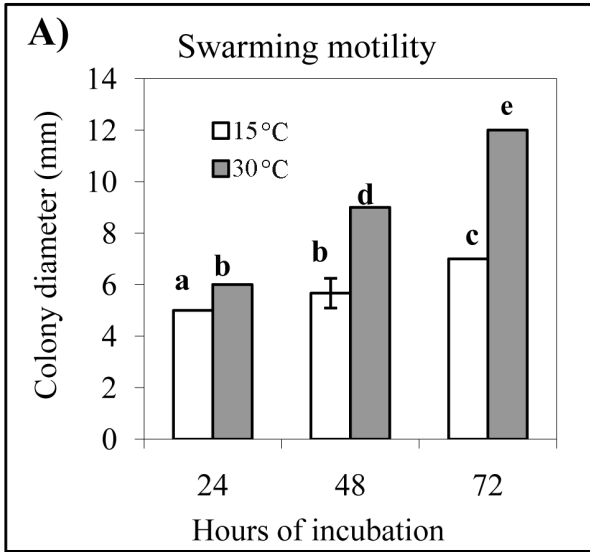 A)
Swarming motility
14
12
10
8
6
4
2
0
Colony diameter (mm)
15°C
30°C
a
b
b
d
c
e
24
48
72
Hours of incubation